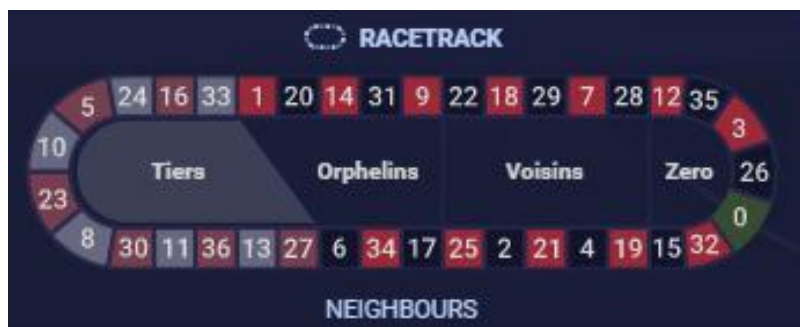 RACETRACK
5 24 16 33 1 20 14 31 9 22 18 29 7 28 12 35 3
10 Tiers Orphelins Voisins Zero 26
23 0
8 30 11 36 13 27 6 34 17 25 2 21 4 19 15 32
NEIGHBOURS